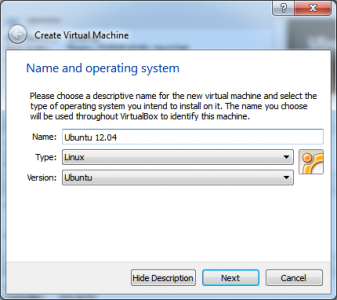 Create Virtual Machine
Name and operating system
Please choose a descriptive name for the new virtual machine and select the
type of operating system you intend to install on it. The name you choose
will be used throughout VirtualBox to identify this machine.
Name: Ubuntu 12.04
Type: Linux
Version: Ubuntu
Hide Description Next Cancel